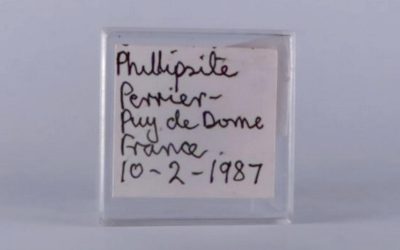 Phillipsite
Perrier-
Puy de Dome
France.
10-2-1987